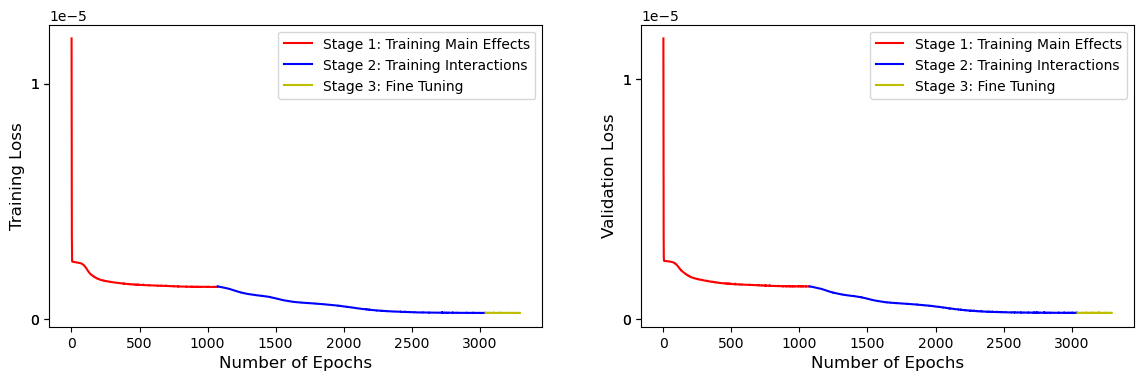 1e−5
Training Loss
1
0
Stage 1: Training Main Effects
Stage 2: Training Interactions
Stage 3: Fine Tuning
0 500 1000 1500 2000 2500 3000
Number of Epochs
1e−5
Validation Loss
1
0
Stage 1: Training Main Effects
Stage 2: Training Interactions
Stage 3: Fine Tuning
0 500 1000 1500 2000 2500 3000
Number of Epochs